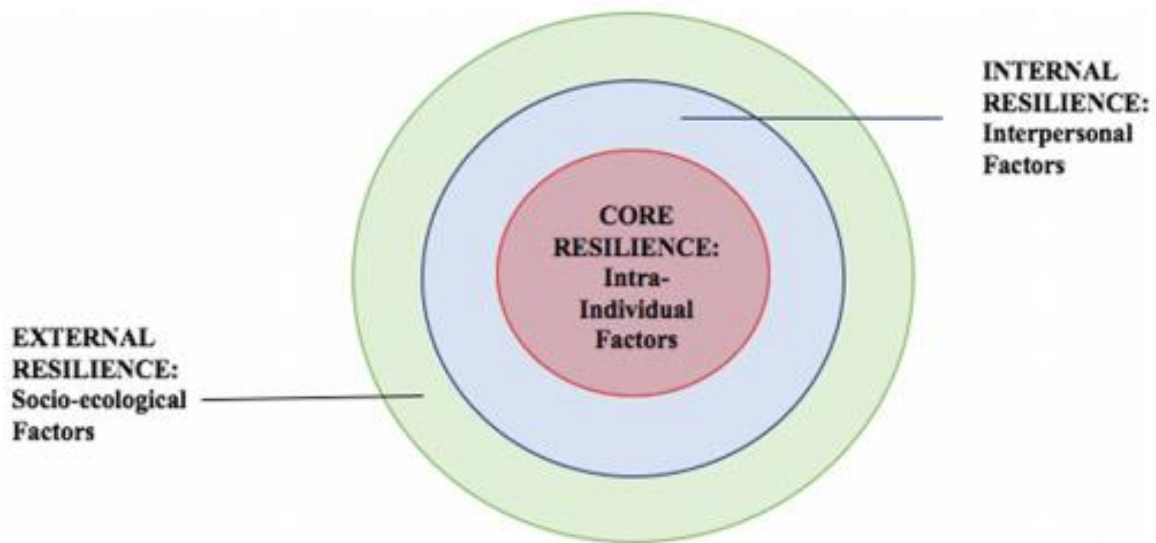 INTERNAL
RESILIENCE:
Interpersonal
Factors
CORE
RESILIENCE:
Intra-
Individual
Factors
EXTERNAL
RESILIENCE:
Socio-ecological
Factors